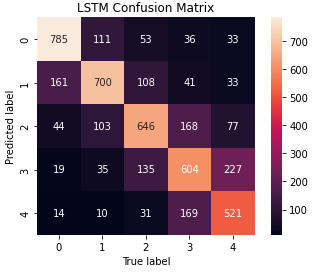 LSTM Confusion Matrix
Predicted label
0 785 111 53 36 33
1 161 700 108 41 33
2 44 103 646 168 77
3 19 35 135 604 227
4 14 10 31 169 521
0 1 2 3 4
True label
700
600
500
400
300
200
100